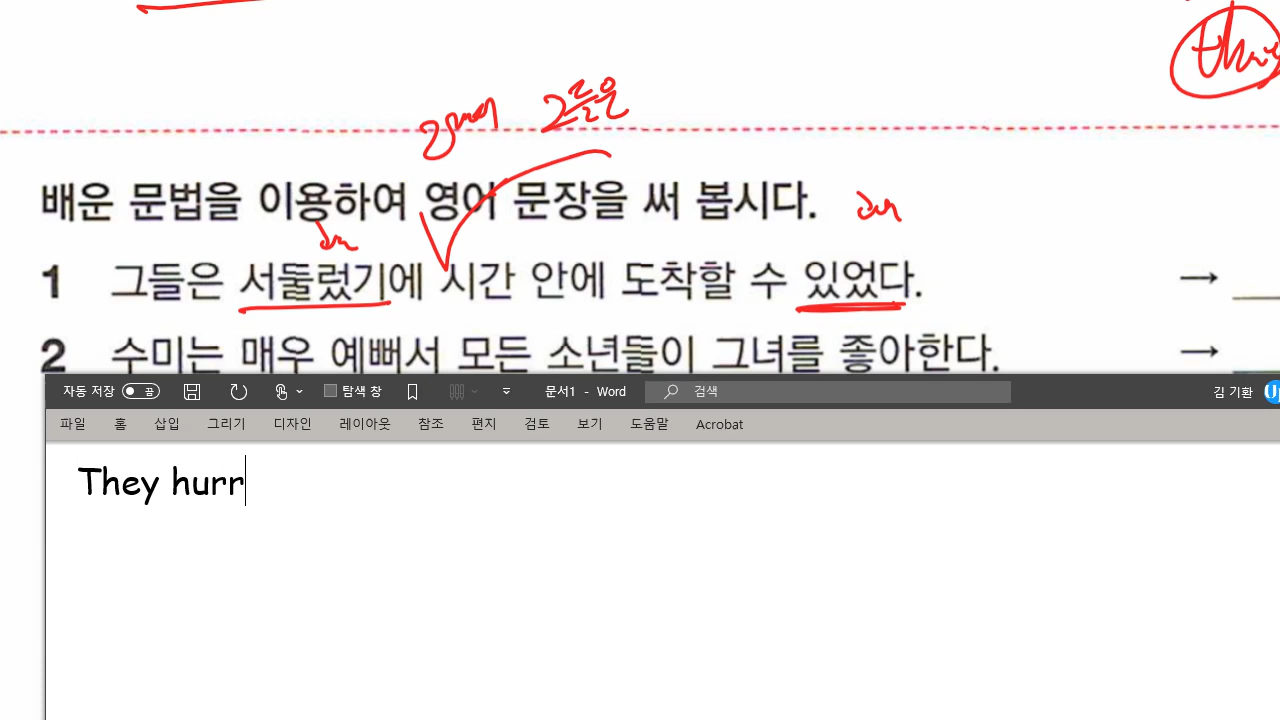 그들은
배운 문법을 이용하여 영어 문장을 써 봅시다.
1 그들은 서둘렀기에 시간 안에 도착할 수 있었다. →
2 수미는 매우 예뻐서 모든 소년들이 그녀를 좋아한다. →
자동 저장 끔 탐색 창 문서1 - Word 검색 김 기환
파일 홈 삽입 그리기 디자인 레이아웃 참조 편지 검토 보기 도움말 Acrobat
They hurr